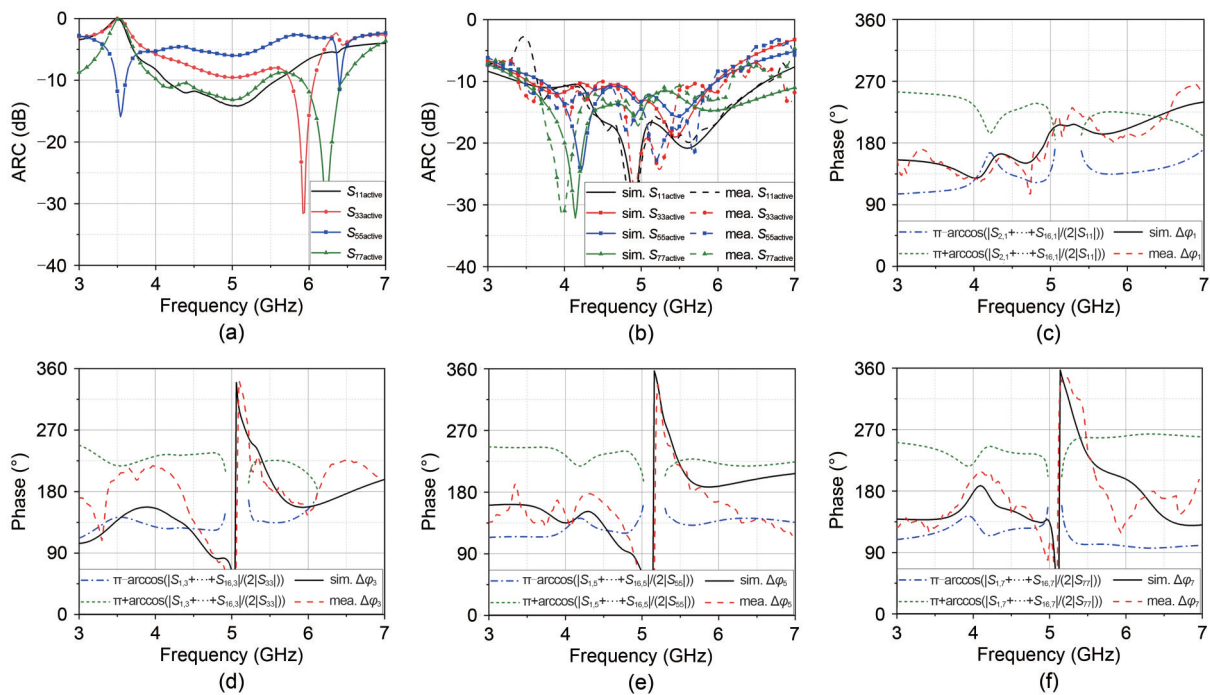 0
−10
−20
−30
−40
ARC (dB)
S11active
S33active
S55active
S77active
3 4 5 6 7
Frequency (GHz)
(a)
0
−10
−20
−30
−40
ARC (dB)
sim. S11active mea. S11active
sim. S33active mea. S33active
sim. S55active mea. S55active
sim. S77active mea. S77active
3 4 5 6 7
Frequency (GHz)
(b)
360
270
180
90
0
Phase (°)
π−arccos(|S2,1+···+S16,1|/(2|S11|)) sim. Δφ1
π+arccos(|S2,1+···+S16,1|/(2|S11|)) mea. Δφ1
3 4 5 6 7
Frequency (GHz)
(c)
360
270
180
90
0
Phase (°)
π−arccos(|S1,3+···+S16,3|/(2|S33|)) sim. Δφ3
π+arccos(|S1,3+···+S16,3|/(2|S33|)) mea. Δφ3
3 4 5 6 7
Frequency (GHz)
(d)
360
270
180
90
0
Phase (°)
π−arccos(|S1,5+···+S16,5|/(2|S55|)) sim. Δφ5
π+arccos(|S1,5+···+S16,5|/(2|S55|)) mea. Δφ5
3 4 5 6 7
Frequency (GHz)
(e)
360
270
180
90
0
Phase (°)
π−arccos(|S1,7+···+S16,7|/(2|S77|)) sim. Δφ7
π+arccos(|S1,7+···+S16,7|/(2|S77|)) mea. Δφ7
3 4 5 6 7
Frequency (GHz)
(f)